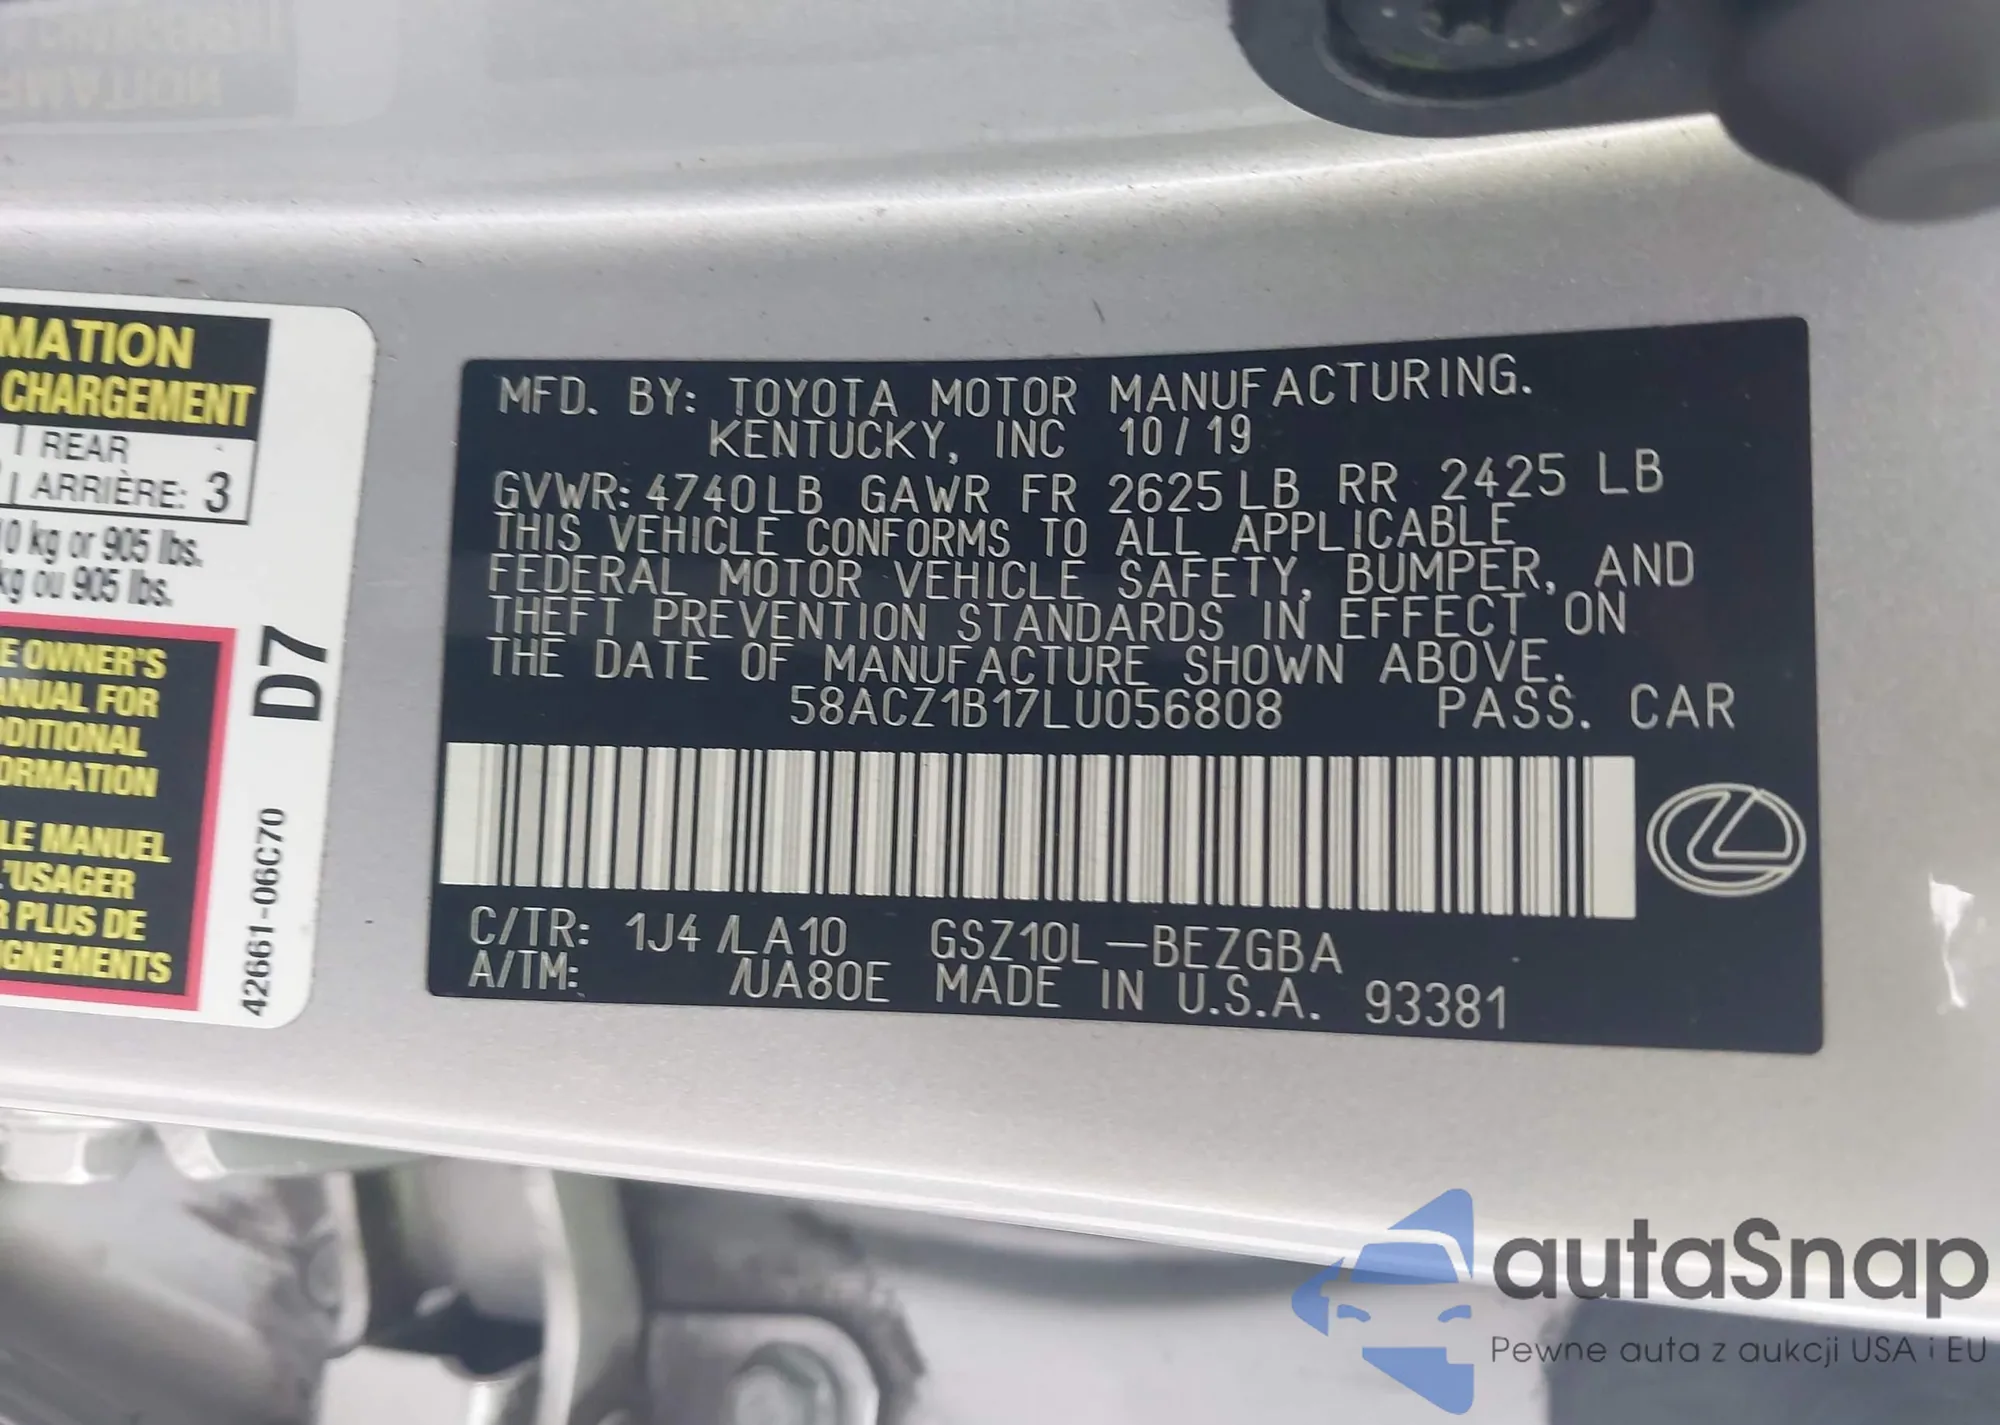 MATION
CHARGEMENT
REAR
ARRIÈRE: 3
0 kg or 905 lbs.
kg ou 905 lbs.
E OWNER'S
ANUAL FOR
DDITIONAL
ORMATION
LE MANUEL
L'USAGER
R PLUS DE
IGNEMENTS
D7
42661-06C70
MFD. BY: TOYOTA MOTOR MANUFACTURING.
KENTUCKY, INC 10/19
GVWR: 4740LB GAWR FR 2625LB RR 2425 LB
THIS VEHICLE CONFORMS TO ALL APPLICABLE
FEDERAL MOTOR VEHICLE SAFETY, BUMPER, AND
THEFT PREVENTION STANDARDS IN EFFECT ON
THE DATE OF MANUFACTURE SHOWN ABOVE.
58ACZ1B17LU056808 PASS. CAR
C/TR: 1J4 /LA10 GSZ10L-BEZGBA
A/TM: /UA80E MADE IN U.S.A. 93381
autaSnap
Pewne auta z aukcji USA i EU